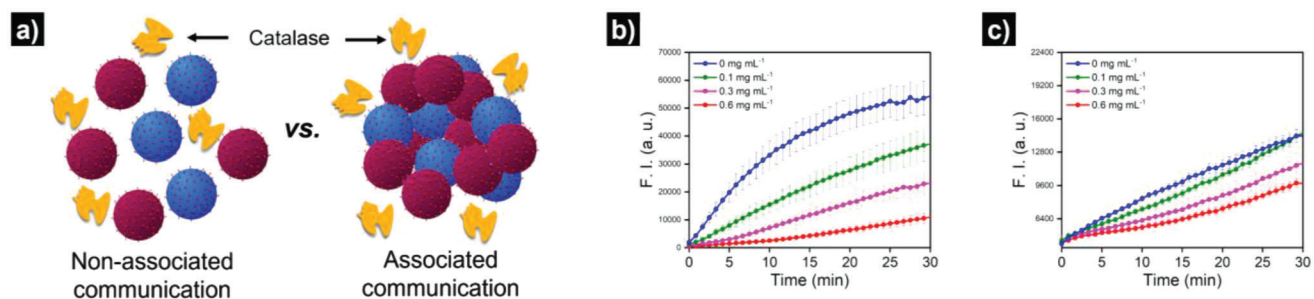 a)
Catalase
vs.
Non-associated
communication
Associated
communication
b)
F. I. (a. u.)
70000
60000
50000
40000
30000
20000
10000
0
0 mg mL⁻¹
0.1 mg mL⁻¹
0.3 mg mL⁻¹
0.6 mg mL⁻¹
0 5 10 15 20 25 30
Time (min)
c)
F. I. (a. u.)
22400
19200
16000
12800
9600
6400
0 mg mL⁻¹
0.1 mg mL⁻¹
0.3 mg mL⁻¹
0.6 mg mL⁻¹
0 5 10 15 20 25 30
Time (min)